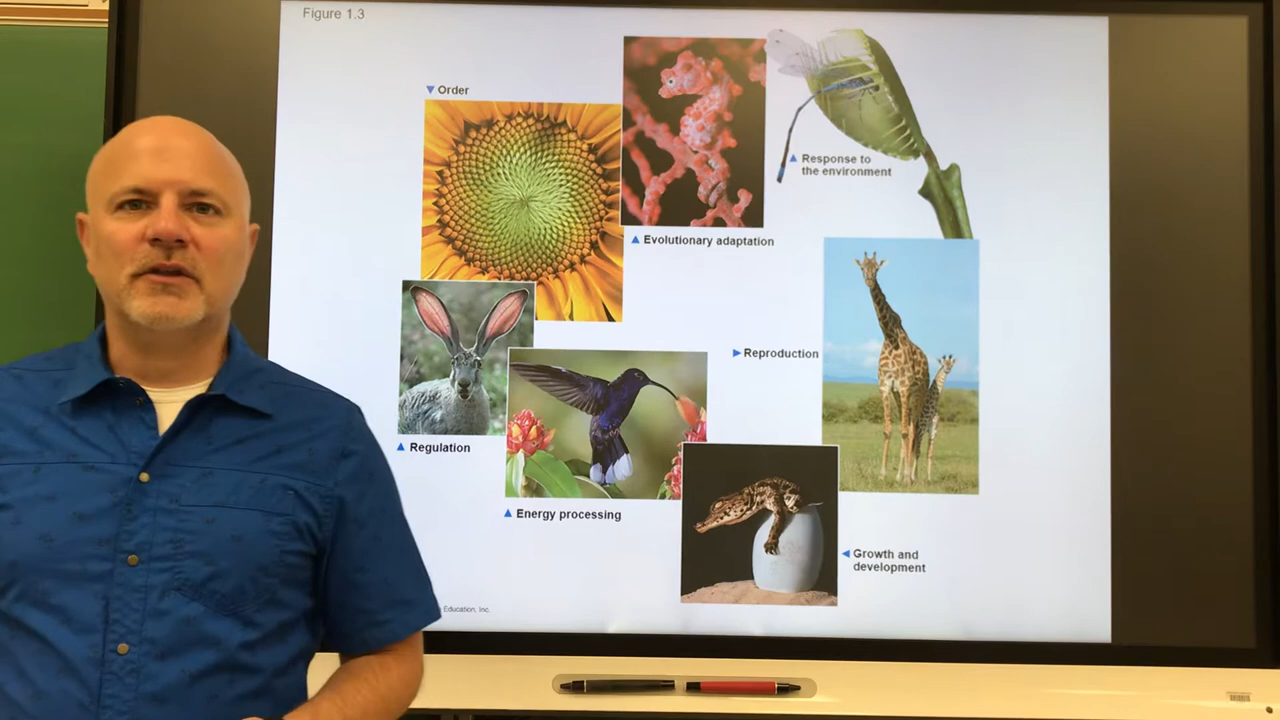 Figure 1.3
▼ Order
▲ Response to
the environment
▲ Evolutionary adaptation
▶ Reproduction
▲ Regulation
▲ Energy processing
◀ Growth and
development
Education, Inc.